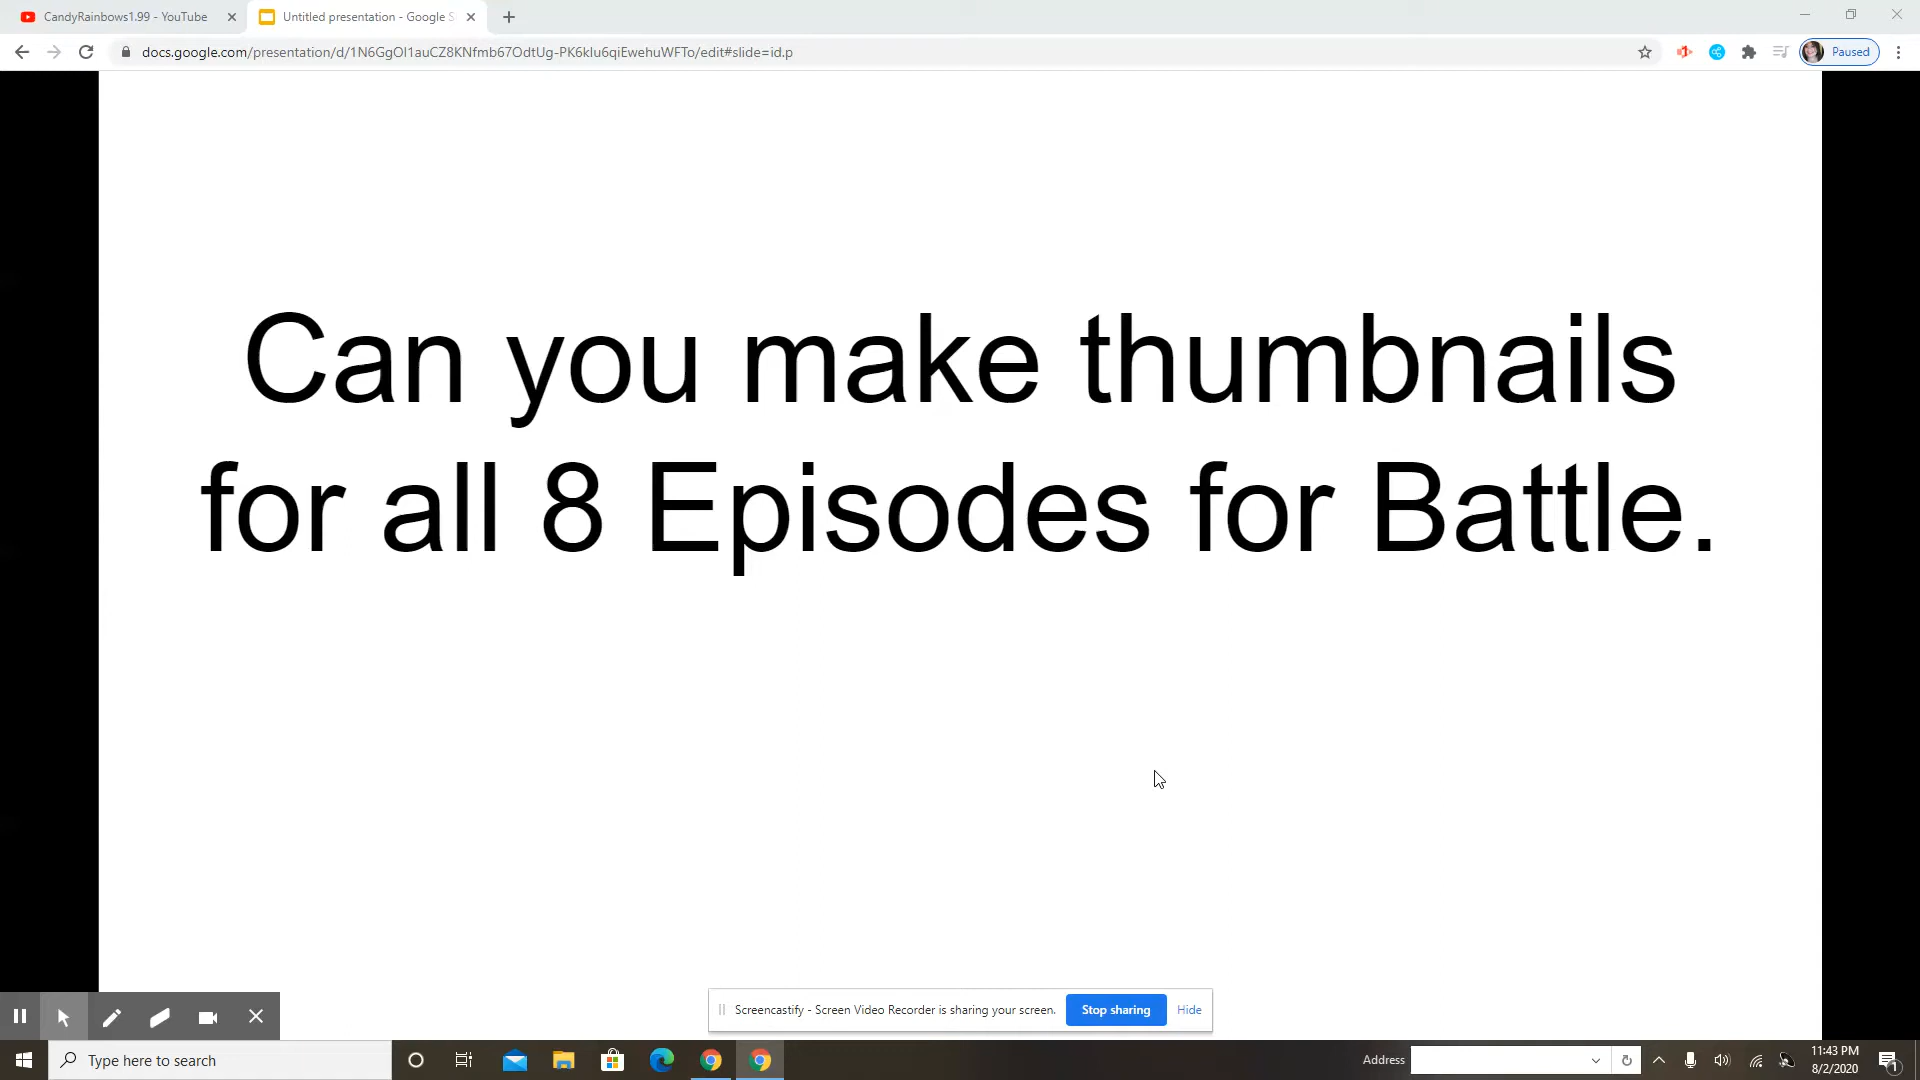 CandyRainbows1.99 - YouTube
Untitled presentation - Google S
docs.google.com/presentation/d/1N6GgOl1auCZ8KNfmb67OdtUg-PK6kIu6qiEwehuWFTo/edit#slide=id.p
Paused
Can you make thumbnails
for all 8 Episodes for Battle.
Screencastify - Screen Video Recorder is sharing your screen.
Stop sharing
Hide
Type here to search
Address
11:43 PM
8/2/2020
1